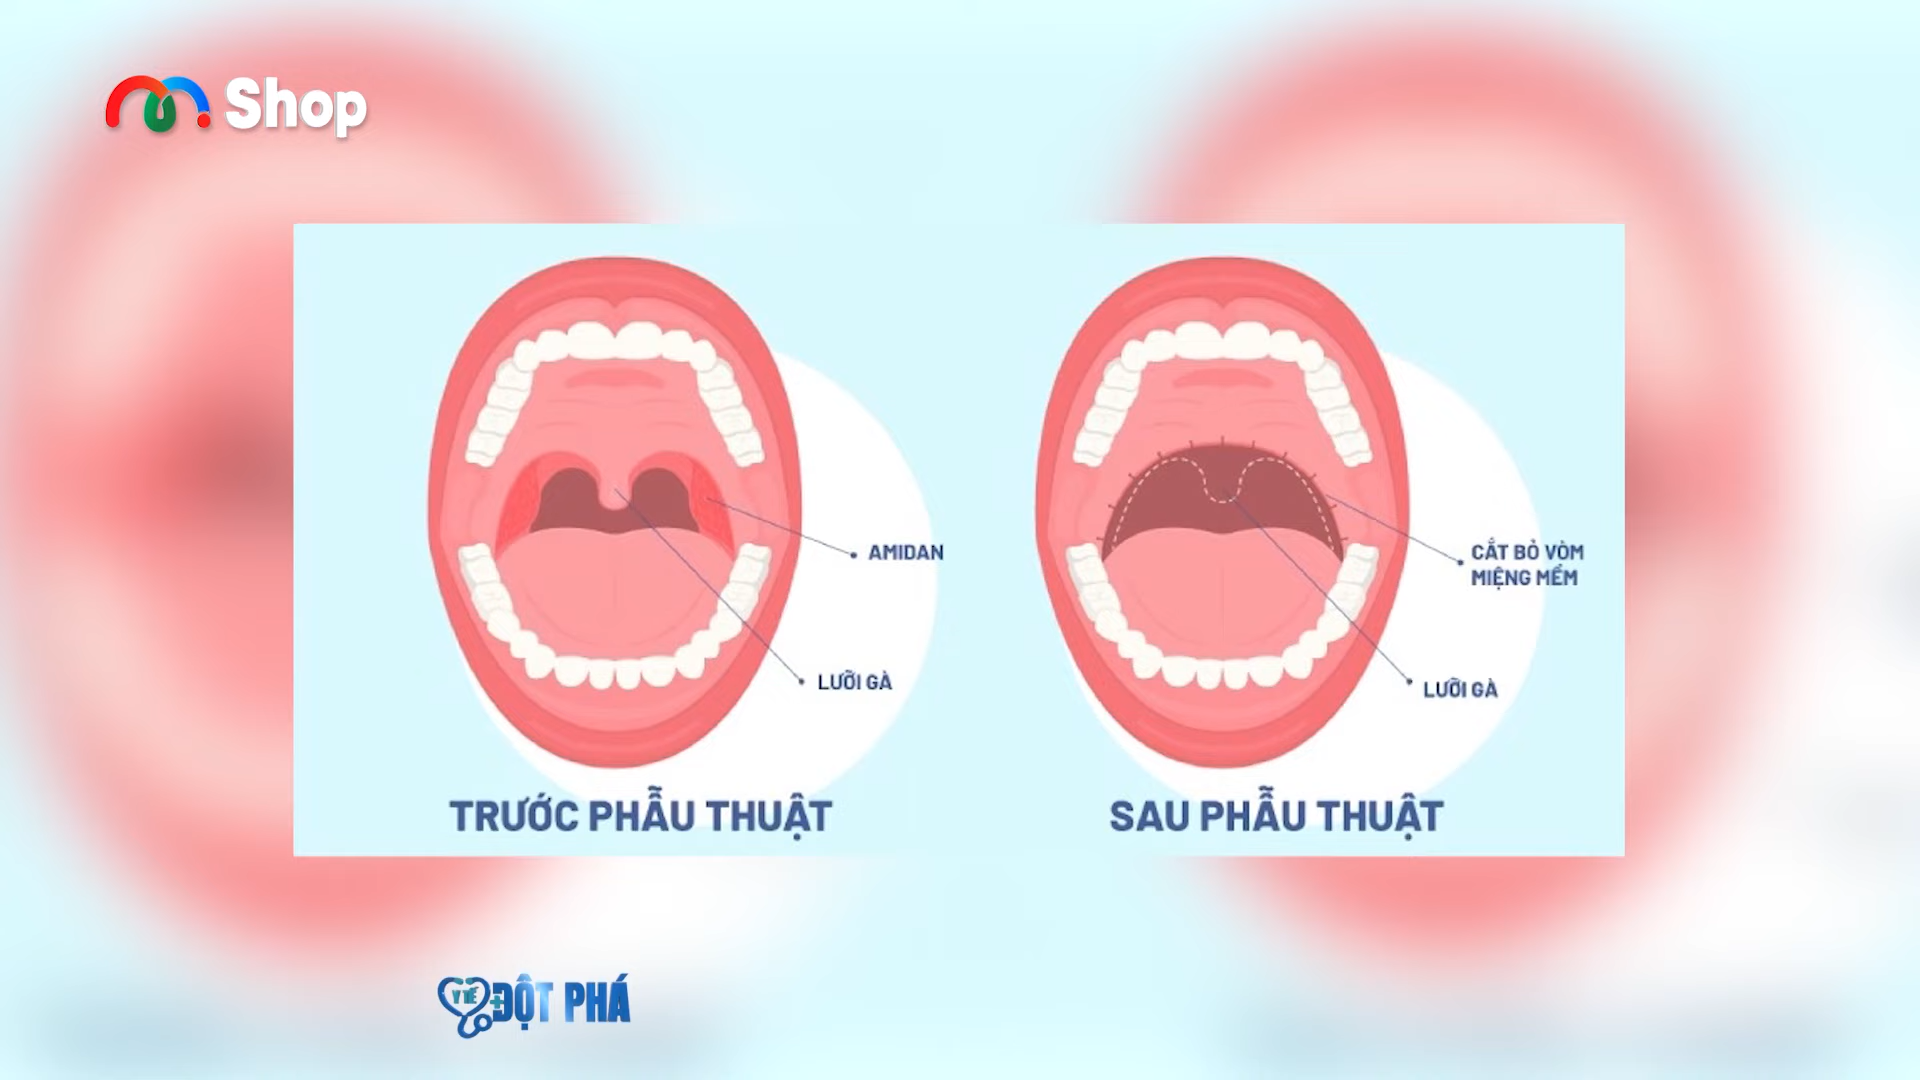 Shop
AMIDAN
LƯỠI GÀ
TRƯỚC PHẪU THUẬT
CẮT BỎ VÒM
MIỆNG MỀM
LƯỠI GÀ
SAU PHẪU THUẬT
Y TẾ ĐỘT PHÁ